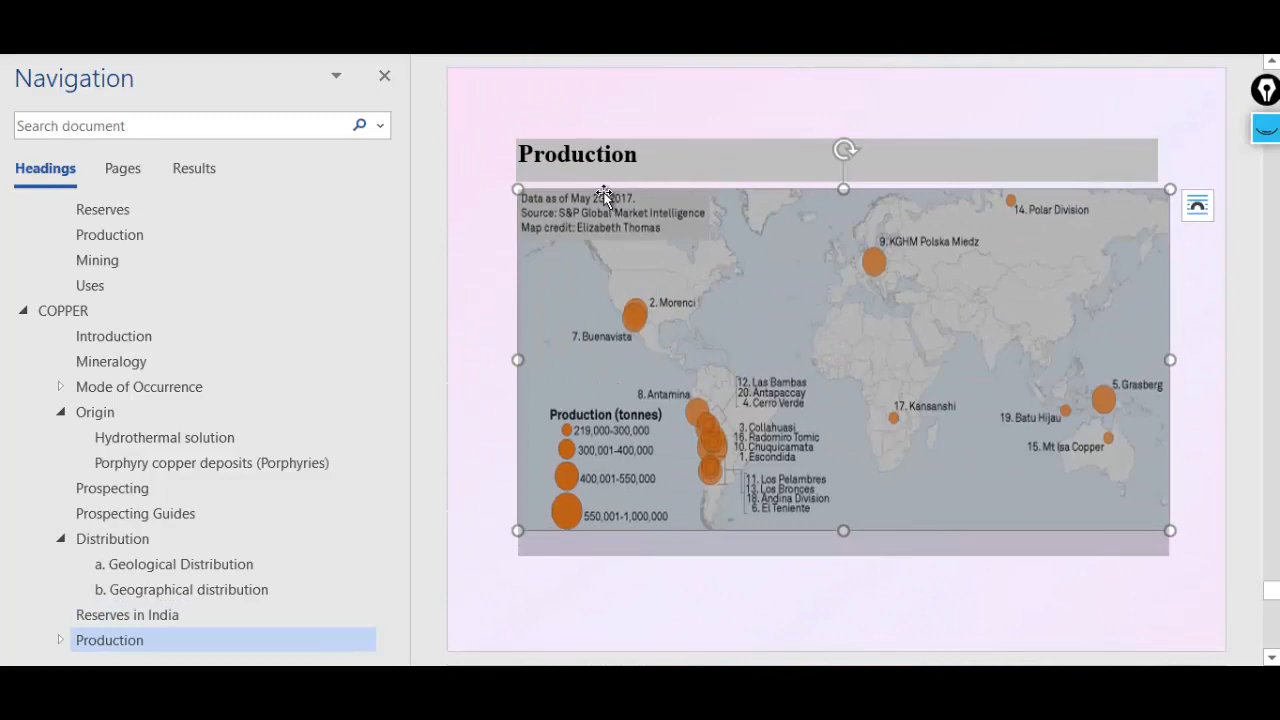 Navigation
Search document
Headings Pages Results
Reserves
Production
Mining
Uses
COPPER
Introduction
Mineralogy
Mode of Occurrence
Origin
Hydrothermal solution
Porphyry copper deposits (Porphyries)
Prospecting
Prospecting Guides
Distribution
a. Geological Distribution
b. Geographical distribution
Reserves in India
Production
Production
Data as of May 2017.
Source: S&P Global Market Intelligence
Map credit: Elizabeth Thomas
14. Polar Division
9. KGHM Polska Miedz
2. Morenci
7. Buenavista
12. Las Bambas
8. Antamina
20. Antapaccay
4. Cerro Verde
5. Grasberg
17. Kansanshi
19. Batu Hijau
15. Mt Isa Copper
3. Collahuasi
16. Radomiro Tomic
10. Chuquicamata
1. Escondida
11. Los Pelambres
13. Los Bronces
18. Andina Division
6. El Teniente
Production (tonnes)
219,000-300,000
300,001-400,000
400,001-550,000
550,001-1,000,000